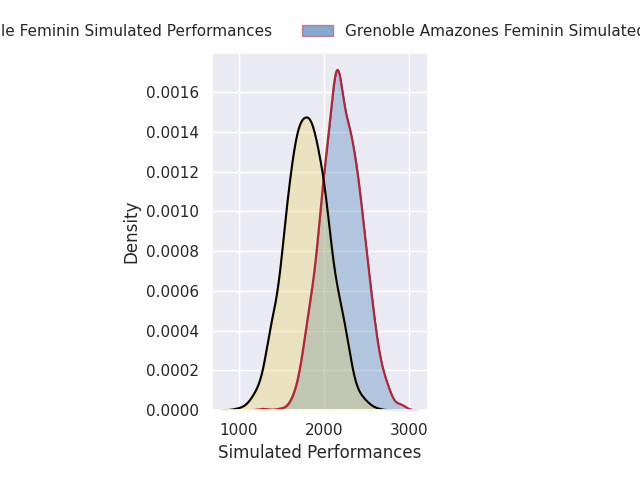 le Feminin Simulated Performances Grenoble Amazones Feminin Simulated
0.0016
0.0014
0.0012
0.0010
0.0008
0.0006
0.0004
0.0002
0.0000
Density
1000 2000 3000
Simulated Performances